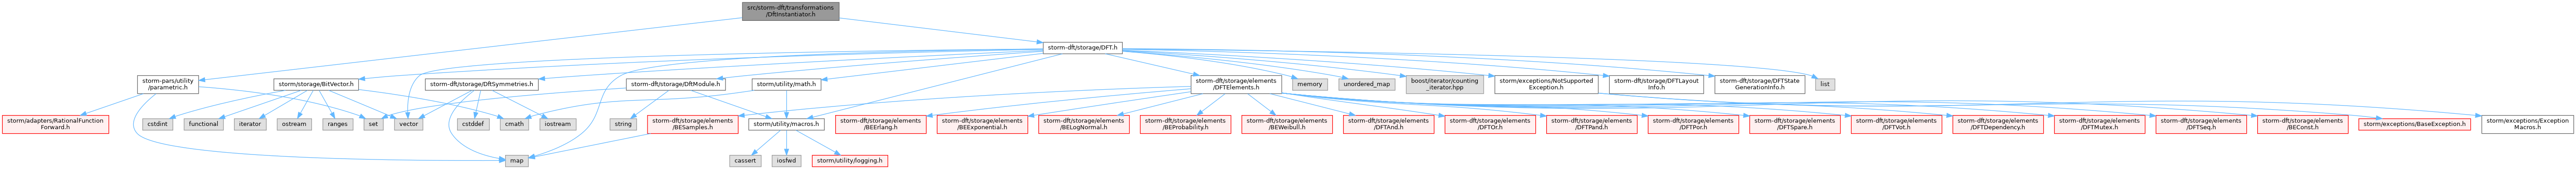 src/storm-dft/transformations
/DftInstantiator.h
storm-dft/storage/DFT.h
storm-pars/utility
/parametric.h
storm/storage/BitVector.h
storm-dft/storage/DftSymmetries.h
storm-dft/storage/DftModule.h
storm/utility/math.h
storm-dft/storage/elements
/DFTElements.h
memory
unordered_map
boost/iterator/counting
_iterator.hpp
storm/exceptions/NotSupported
Exception.h
storm-dft/storage/DFTLayout
Info.h
storm-dft/storage/DFTState
GenerationInfo.h
list
storm/adapters/RationalFunction
Forward.h
cstdint
functional
iterator
ostream
ranges
set
vector
cstddef
cmath
iostream
string
storm-dft/storage/elements
/BESamples.h
storm/utility/macros.h
storm-dft/storage/elements
/BEErlang.h
storm-dft/storage/elements
/BEExponential.h
storm-dft/storage/elements
/BELogNormal.h
storm-dft/storage/elements
/BEProbability.h
storm-dft/storage/elements
/BEWeibull.h
storm-dft/storage/elements
/DFTAnd.h
storm-dft/storage/elements
/DFTOr.h
storm-dft/storage/elements
/DFTPand.h
storm-dft/storage/elements
/DFTPor.h
storm-dft/storage/elements
/DFTSpare.h
storm-dft/storage/elements
/DFTVot.h
storm-dft/storage/elements
/DFTDependency.h
storm-dft/storage/elements
/DFTMutex.h
storm-dft/storage/elements
/DFTSeq.h
storm-dft/storage/elements
/BEConst.h
storm/exceptions/BaseException.h
storm/exceptions/Exception
Macros.h
map
cassert
iosfwd
storm/utility/logging.h